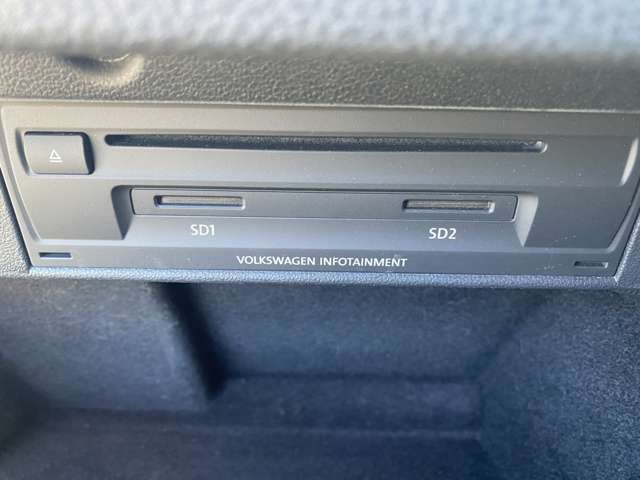 SD1 SD2
VOLKSWAGEN INFOTAINMENT